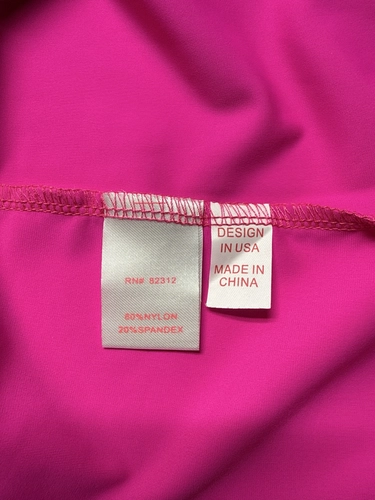 RN# 82312
80%NYLON
20%SPANDEX
DESIGN
IN USA
MADE IN
CHINA